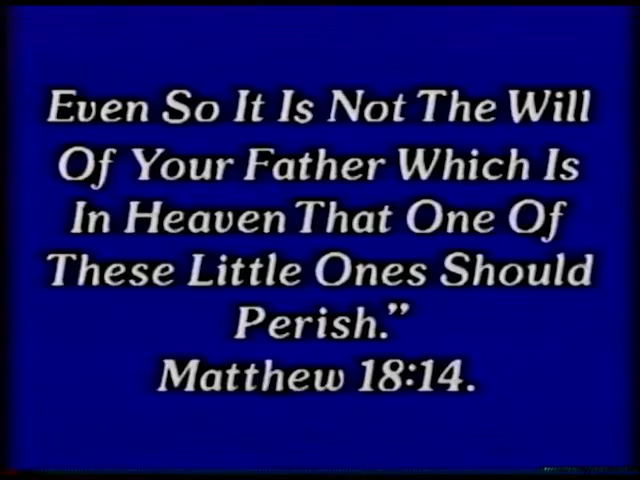 Even So It Is Not The Will
Of Your Father Which Is
In Heaven That One Of
These Little Ones Should
Perish.”
Matthew 18:14.